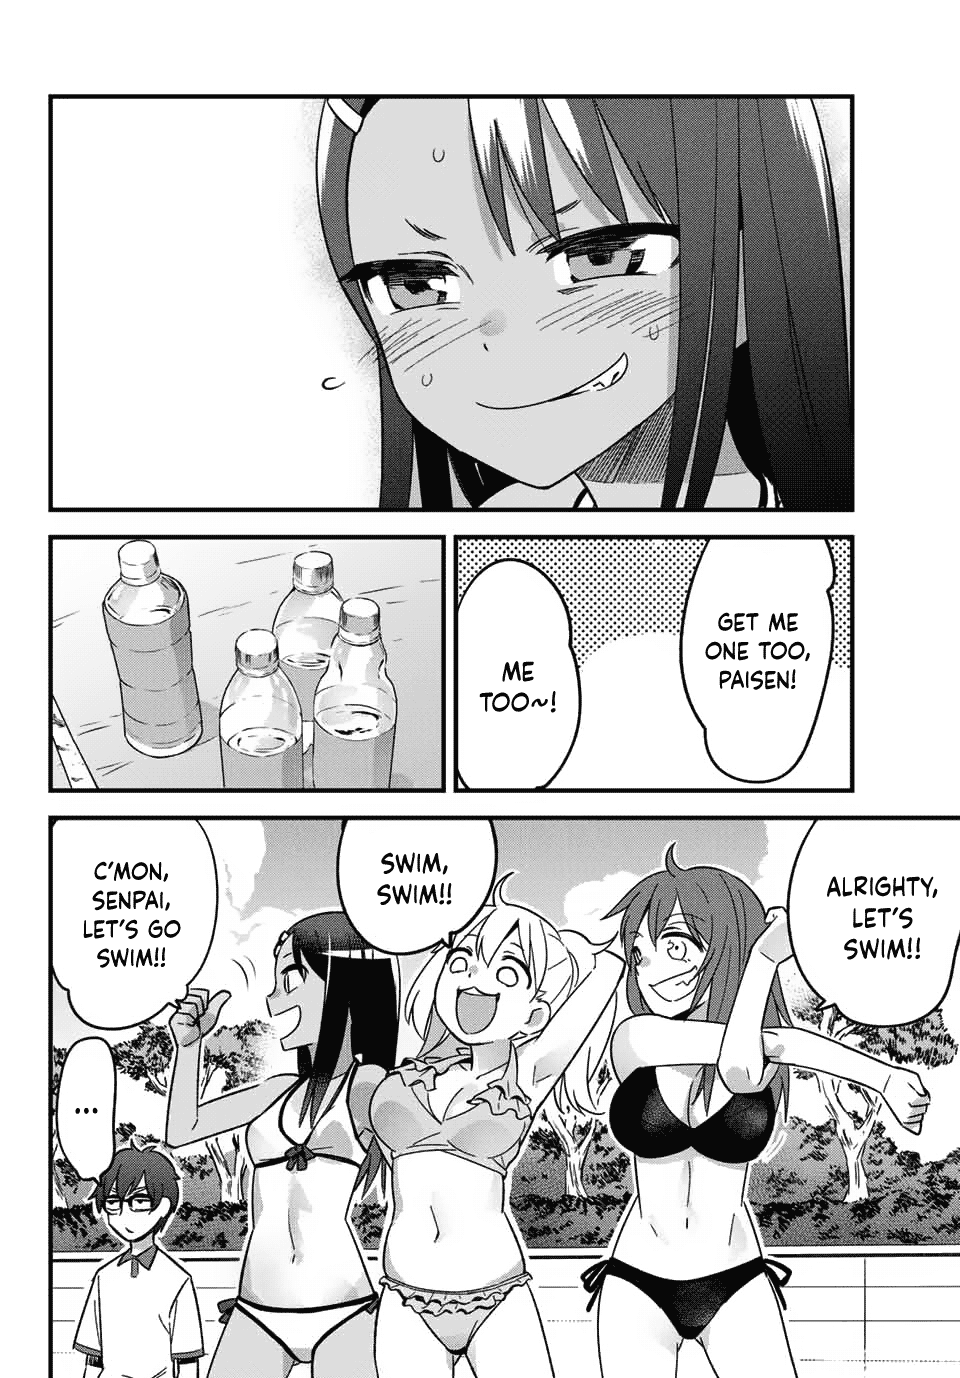 GET ME
ONE TOO,
PAISEN!
ME
TOO~!
ALRIGHTY,
LET'S
SWIM!!
SWIM,
SWIM!!
C'MON,
SENPAI,
LET'S GO
SWIM!!
...